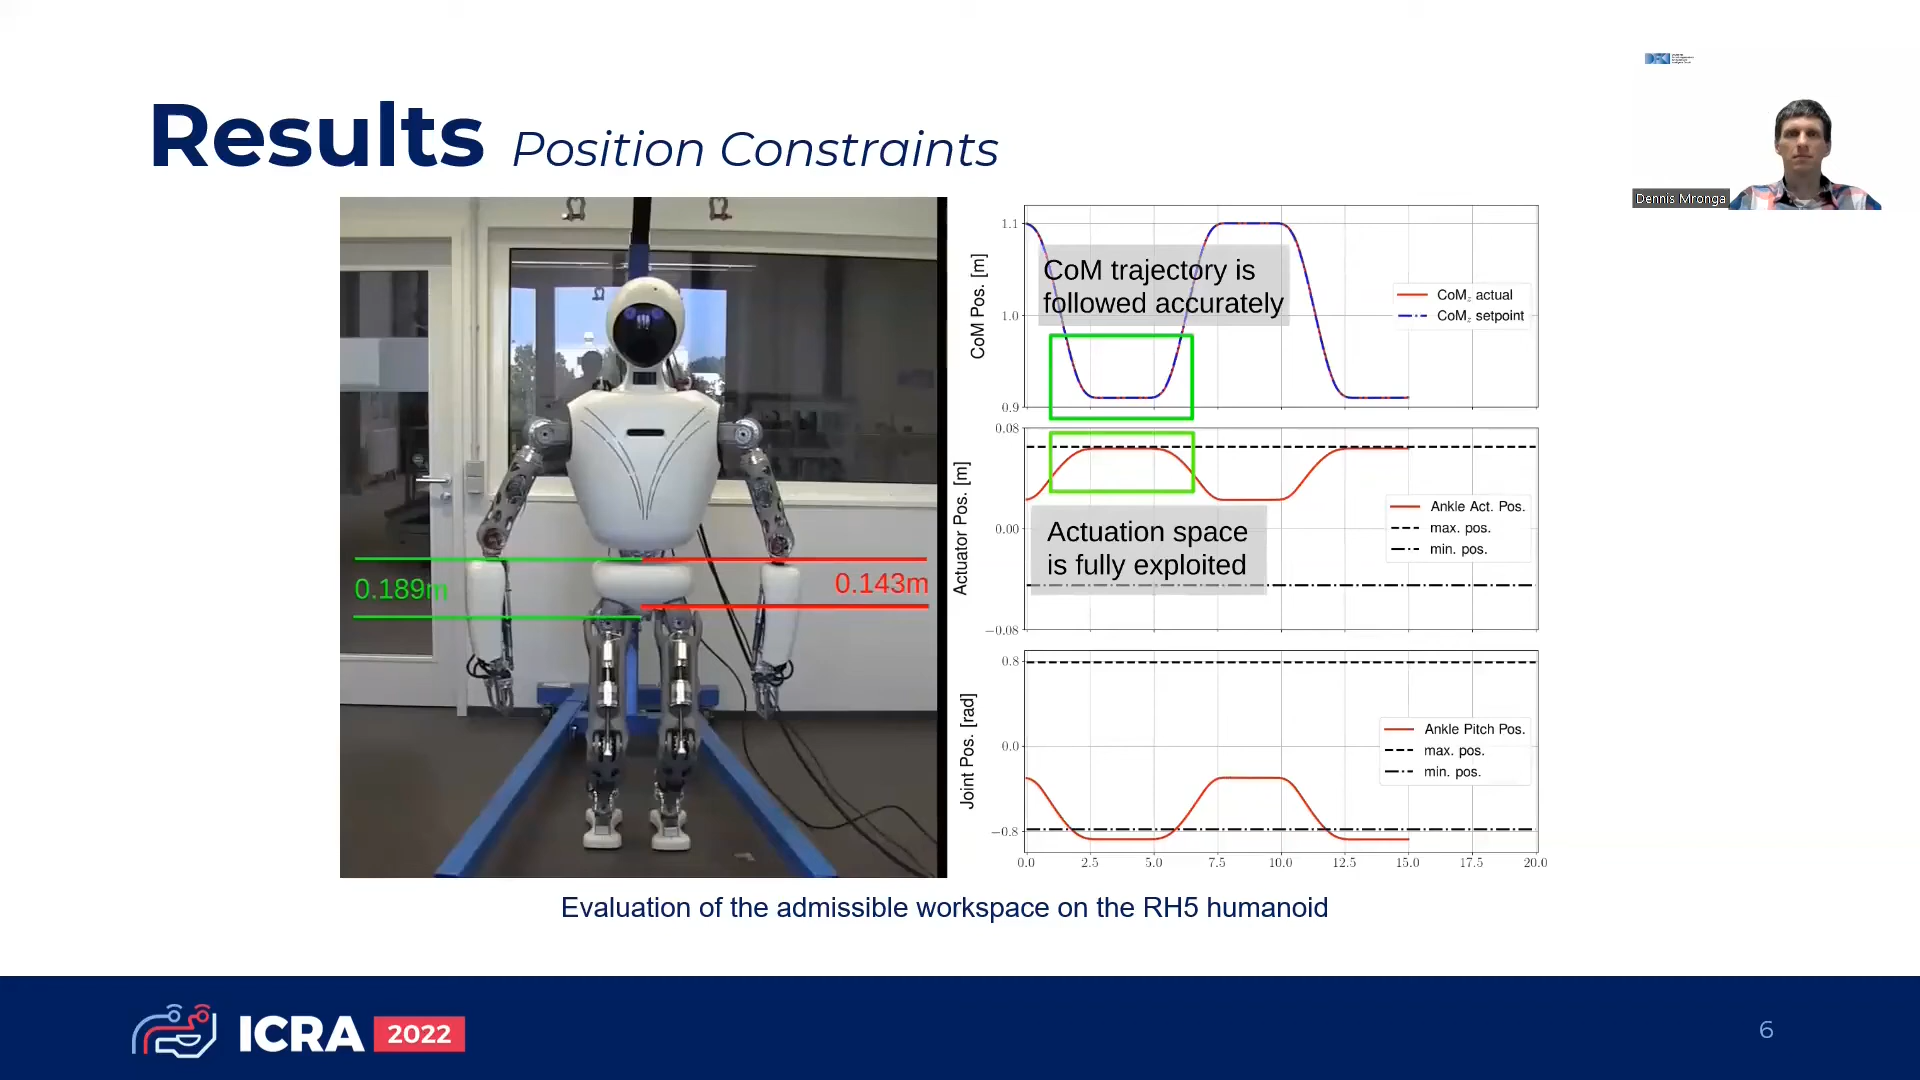 Results Position Constraints
Dennis Mronga
0.189m
0.143m
CoM Pos. [m]
1.1
1.0
0.9
CoM trajectory is
followed accurately
CoMz actual
CoMz setpoint
Actuator Pos. [m]
0.08
0.00
−0.08
Actuation space
is fully exploited
Ankle Act. Pos.
max. pos.
min. pos.
Joint Pos. [rad]
0.8
0.0
−0.8
Ankle Pitch Pos.
max. pos.
min. pos.
0.0 2.5 5.0 7.5 10.0 12.5 15.0 17.5 20.0
Evaluation of the admissible workspace on the RH5 humanoid
ICRA 2022
6